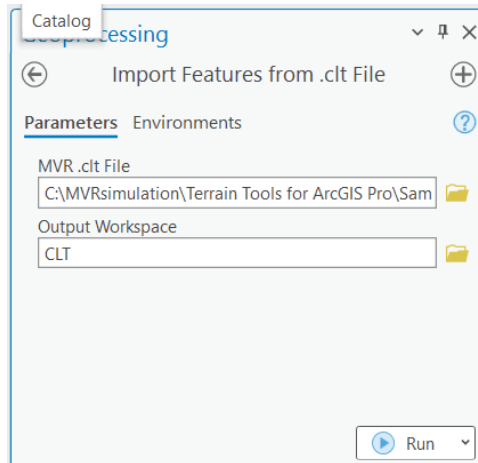 Catalog
Geoprocessing
Import Features from .clt File
Parameters Environments
MVR .clt File
C:\MVRsimulation\Terrain Tools for ArcGIS Pro\Sam
Output Workspace
CLT
Run